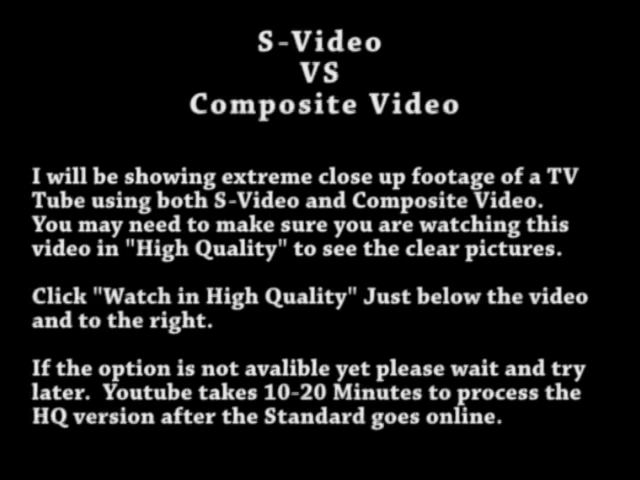 S-Video
VS
Composite Video
I will be showing extreme close up footage of a TV
Tube using both S-Video and Composite Video.
You may need to make sure you are watching this
video in "High Quality" to see the clear pictures.
Click "Watch in High Quality" Just below the video
and to the right.
If the option is not avalible yet please wait and try
later.  Youtube takes 10-20 Minutes to process the
HQ version after the Standard goes online.